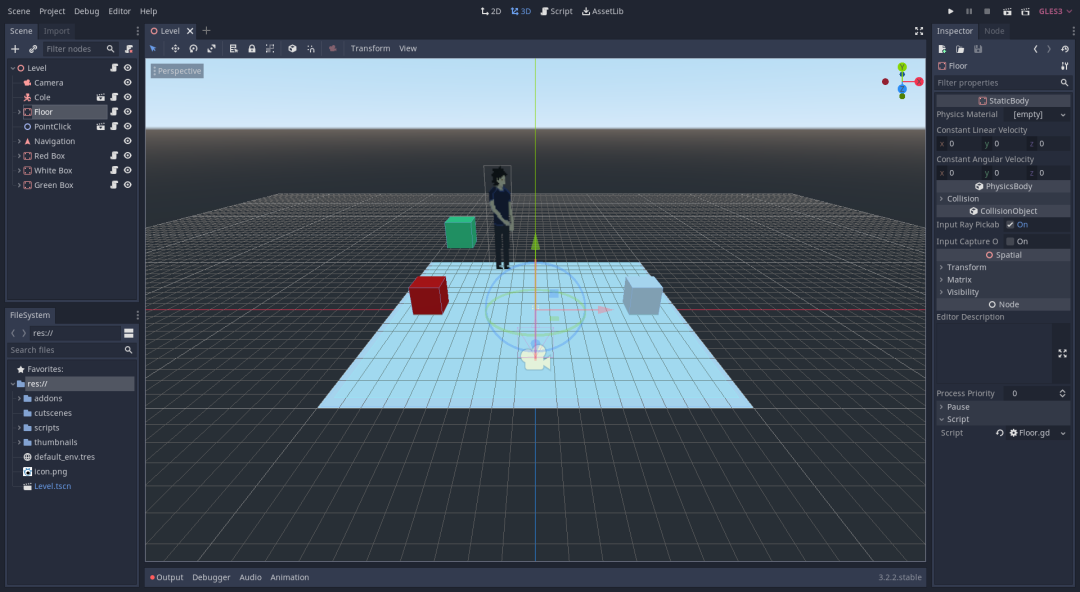 Scene Project Debug Editor Help 2D 3D Script AssetLib GLES3
Scene Import
Filter nodes
Level
Camera
Cole
Floor
PointClick
Navigation
Red Box
White Box
Green Box
FileSystem
res://
Search files
Favorites:
res://
addons
cutscenes
scripts
thumbnails
default_env.tres
icon.png
Level.tscn
Level
Transform View
Perspective
Y
X
Z
Output Debugger Audio Animation 3.2.2.stable
Inspector Node
Floor
Filter properties
StaticBody
Physics Material [empty]
Constant Linear Velocity
x 0 y 0 z 0
Constant Angular Velocity
x 0 y 0 z 0
PhysicsBody
Collision
CollisionObject
Input Ray Pickab On
Input Capture O On
Spatial
Transform
Matrix
Visibility
Node
Editor Description
Process Priority 0
Pause
Script
Script Floor.gd